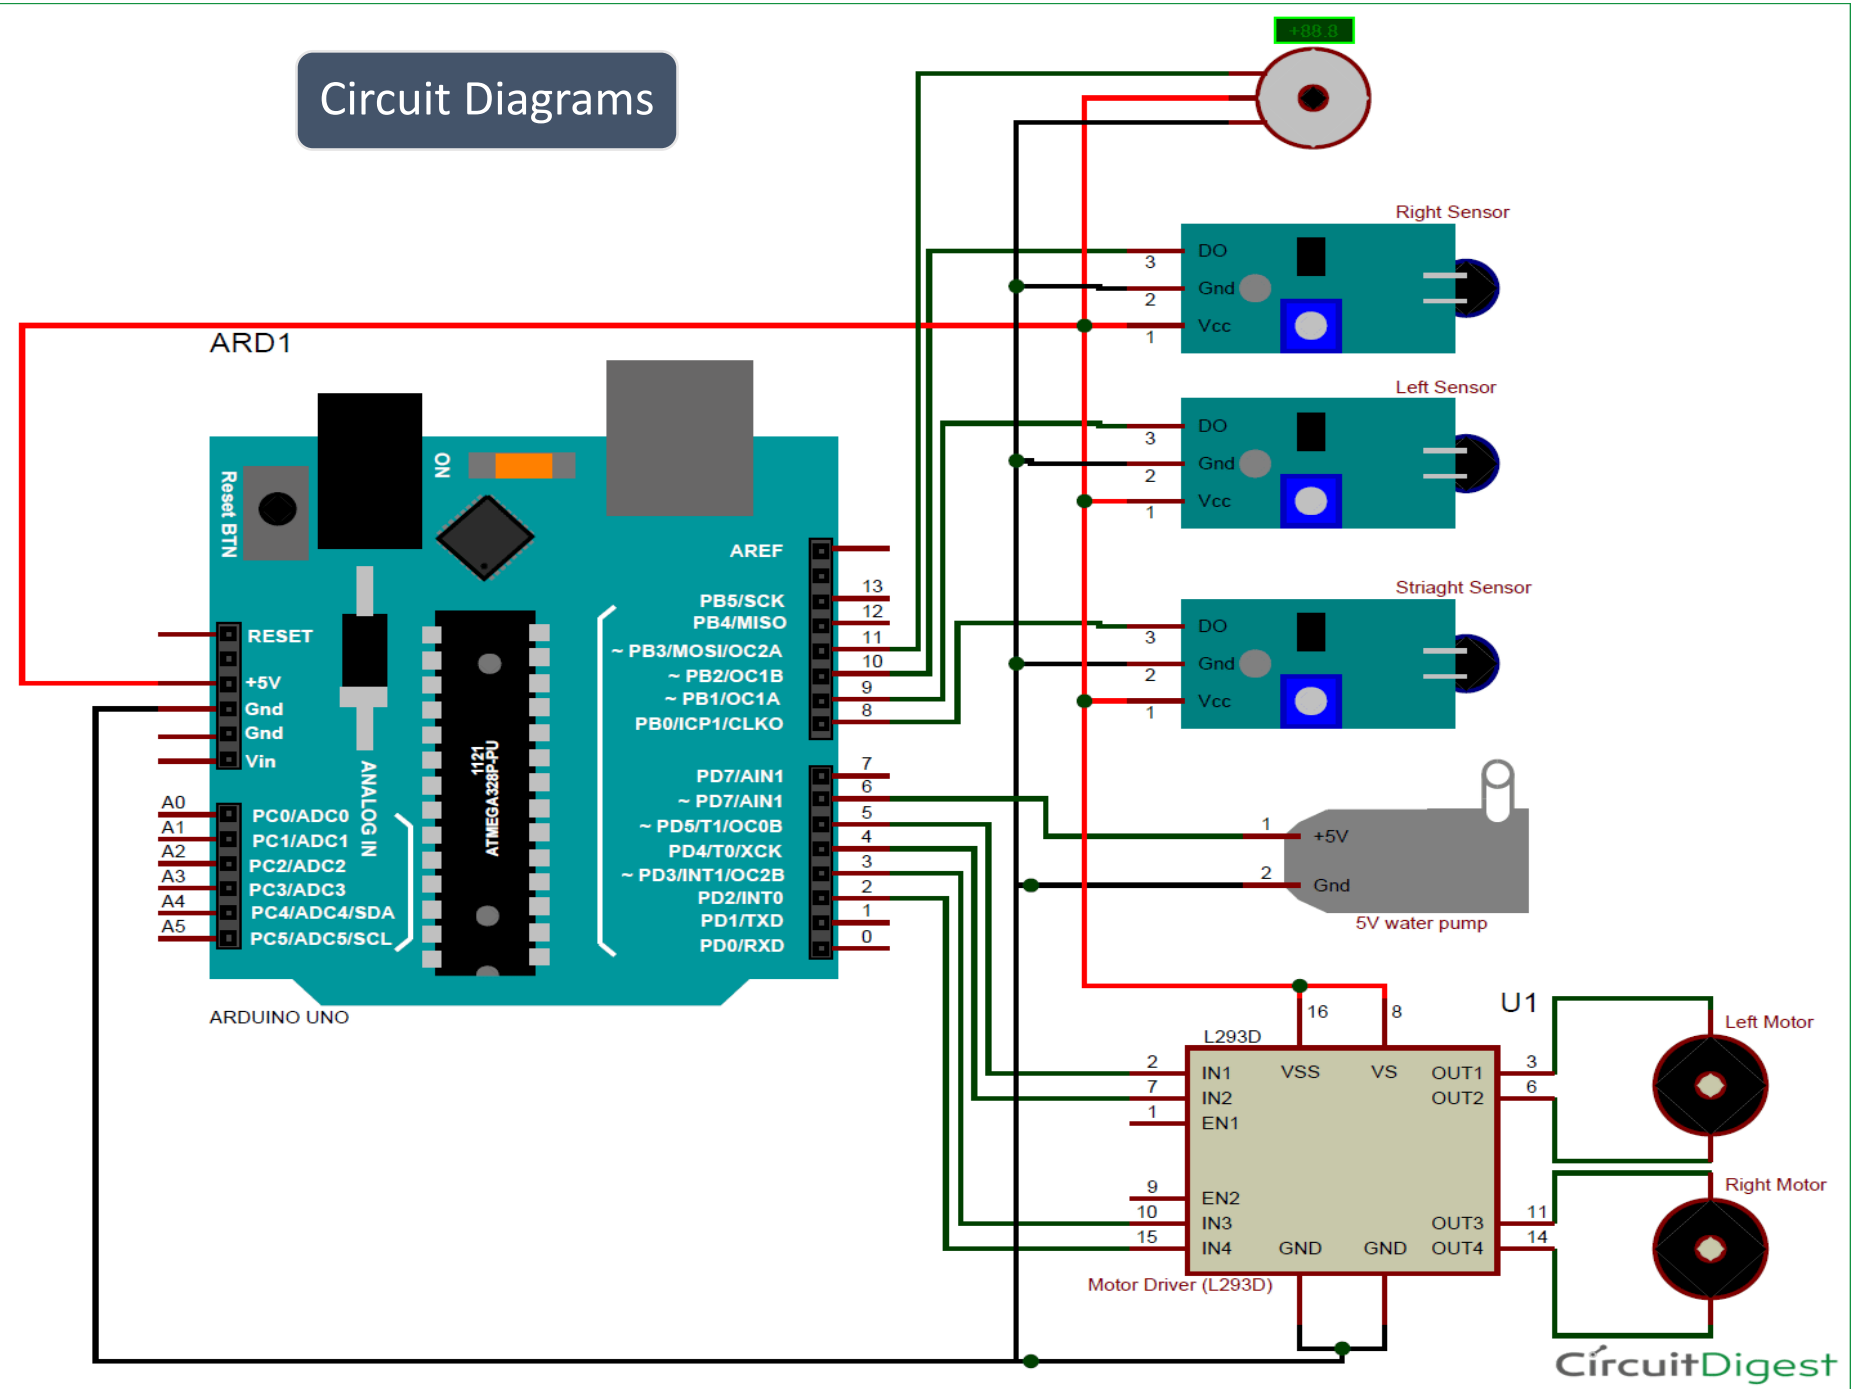 Circuit Diagrams
+88.8
Right Sensor
3 DO
2 Gnd
1 Vcc
Left Sensor
3 DO
2 Gnd
1 Vcc
Striaght Sensor
3 DO
2 Gnd
1 Vcc
1 +5V
2 Gnd
5V water pump
ARD1
Reset BTN
ON
RESET
+5V
Gnd
Gnd
Vin
A0 PC0/ADC0
A1 PC1/ADC1
A2 PC2/ADC2
A3 PC3/ADC3
A4 PC4/ADC4/SDA
A5 PC5/ADC5/SCL
ANALOG IN
1121
ATMEGA328P-PU
AREF
PB5/SCK 13
PB4/MISO 12
~ PB3/MOSI/OC2A 11
~ PB2/OC1B 10
~ PB1/OC1A 9
PB0/ICP1/CLKO 8
PD7/AIN1 7
~ PD7/AIN1 6
~ PD5/T1/OC0B 5
PD4/T0/XCK 4
~ PD3/INT1/OC2B 3
PD2/INT0 2
PD1/TXD 1
PD0/RXD 0
ARDUINO UNO
U1
L293D
16 8
VSS VS
2 IN1
7 IN2
1 EN1
9 EN2
10 IN3
15 IN4
GND GND
OUT1 3
OUT2 6
OUT3 11
OUT4 14
Motor Driver (L293D)
Left Motor
Right Motor
CircuitDigest